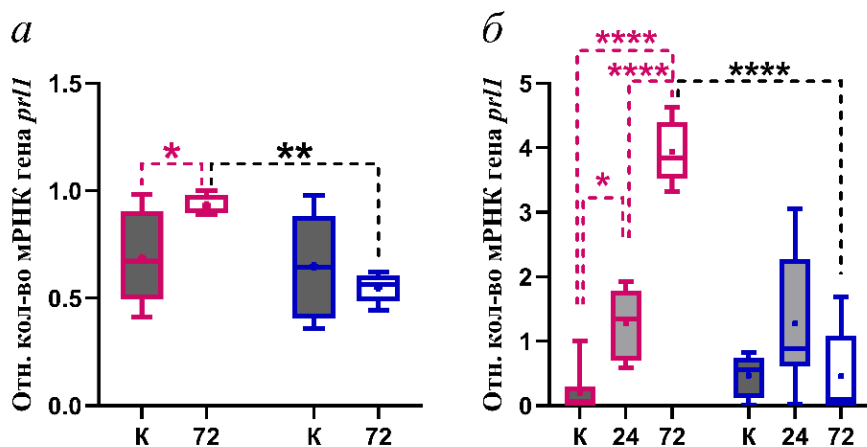 а
Отн. кол-во мРНК гена prl1
1.5
1.0
0.5
0.0
*
**
К 72 К 72
б
Отн. кол-во мРНК гена prl1
5
4
3
2
1
0
****
****
****
*
К 24 72 К 24 72